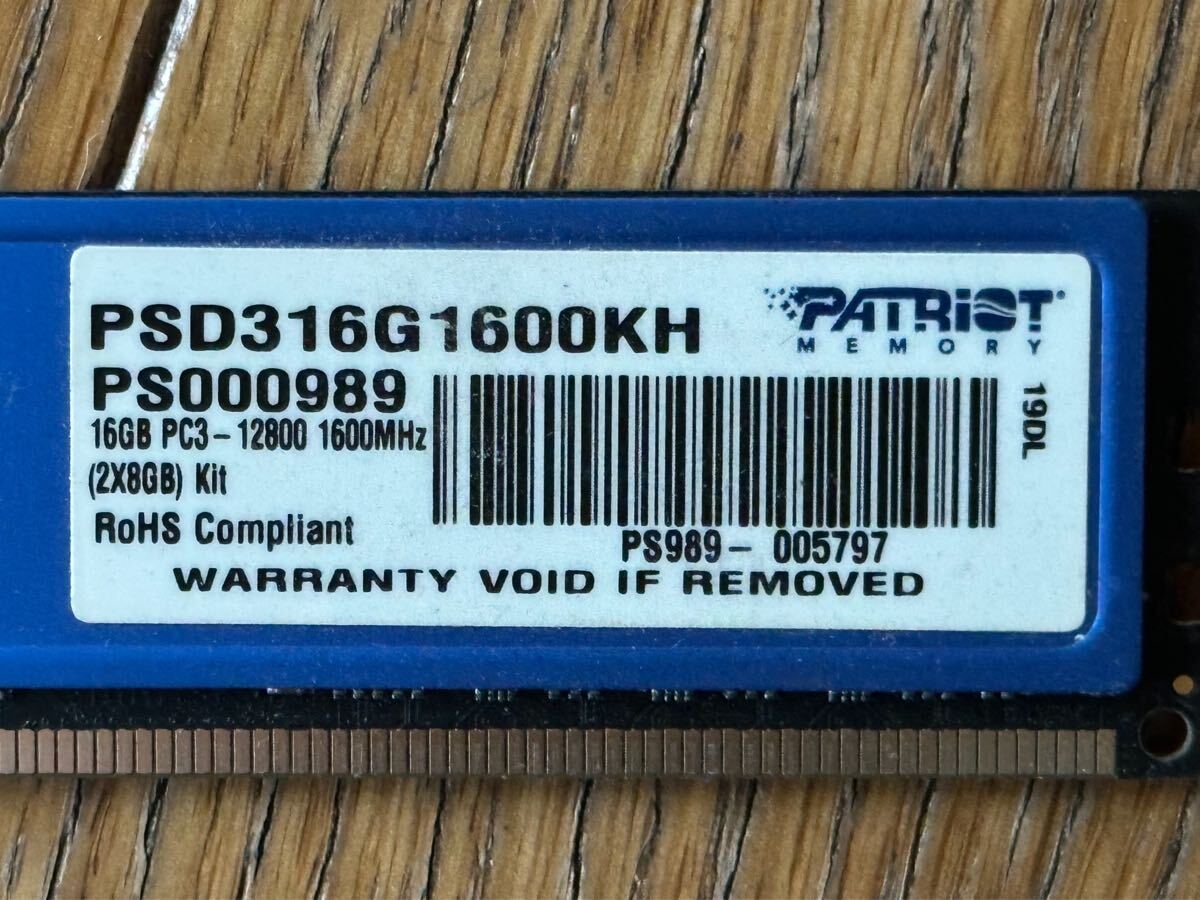 PSD316G1600KH
PATRiOT
MEMORY
PS000989
16GB PC3-12800 1600MHz
(2X8GB) Kit
RoHS Compliant
19DL
PS989- 005797
WARRANTY VOID IF REMOVED